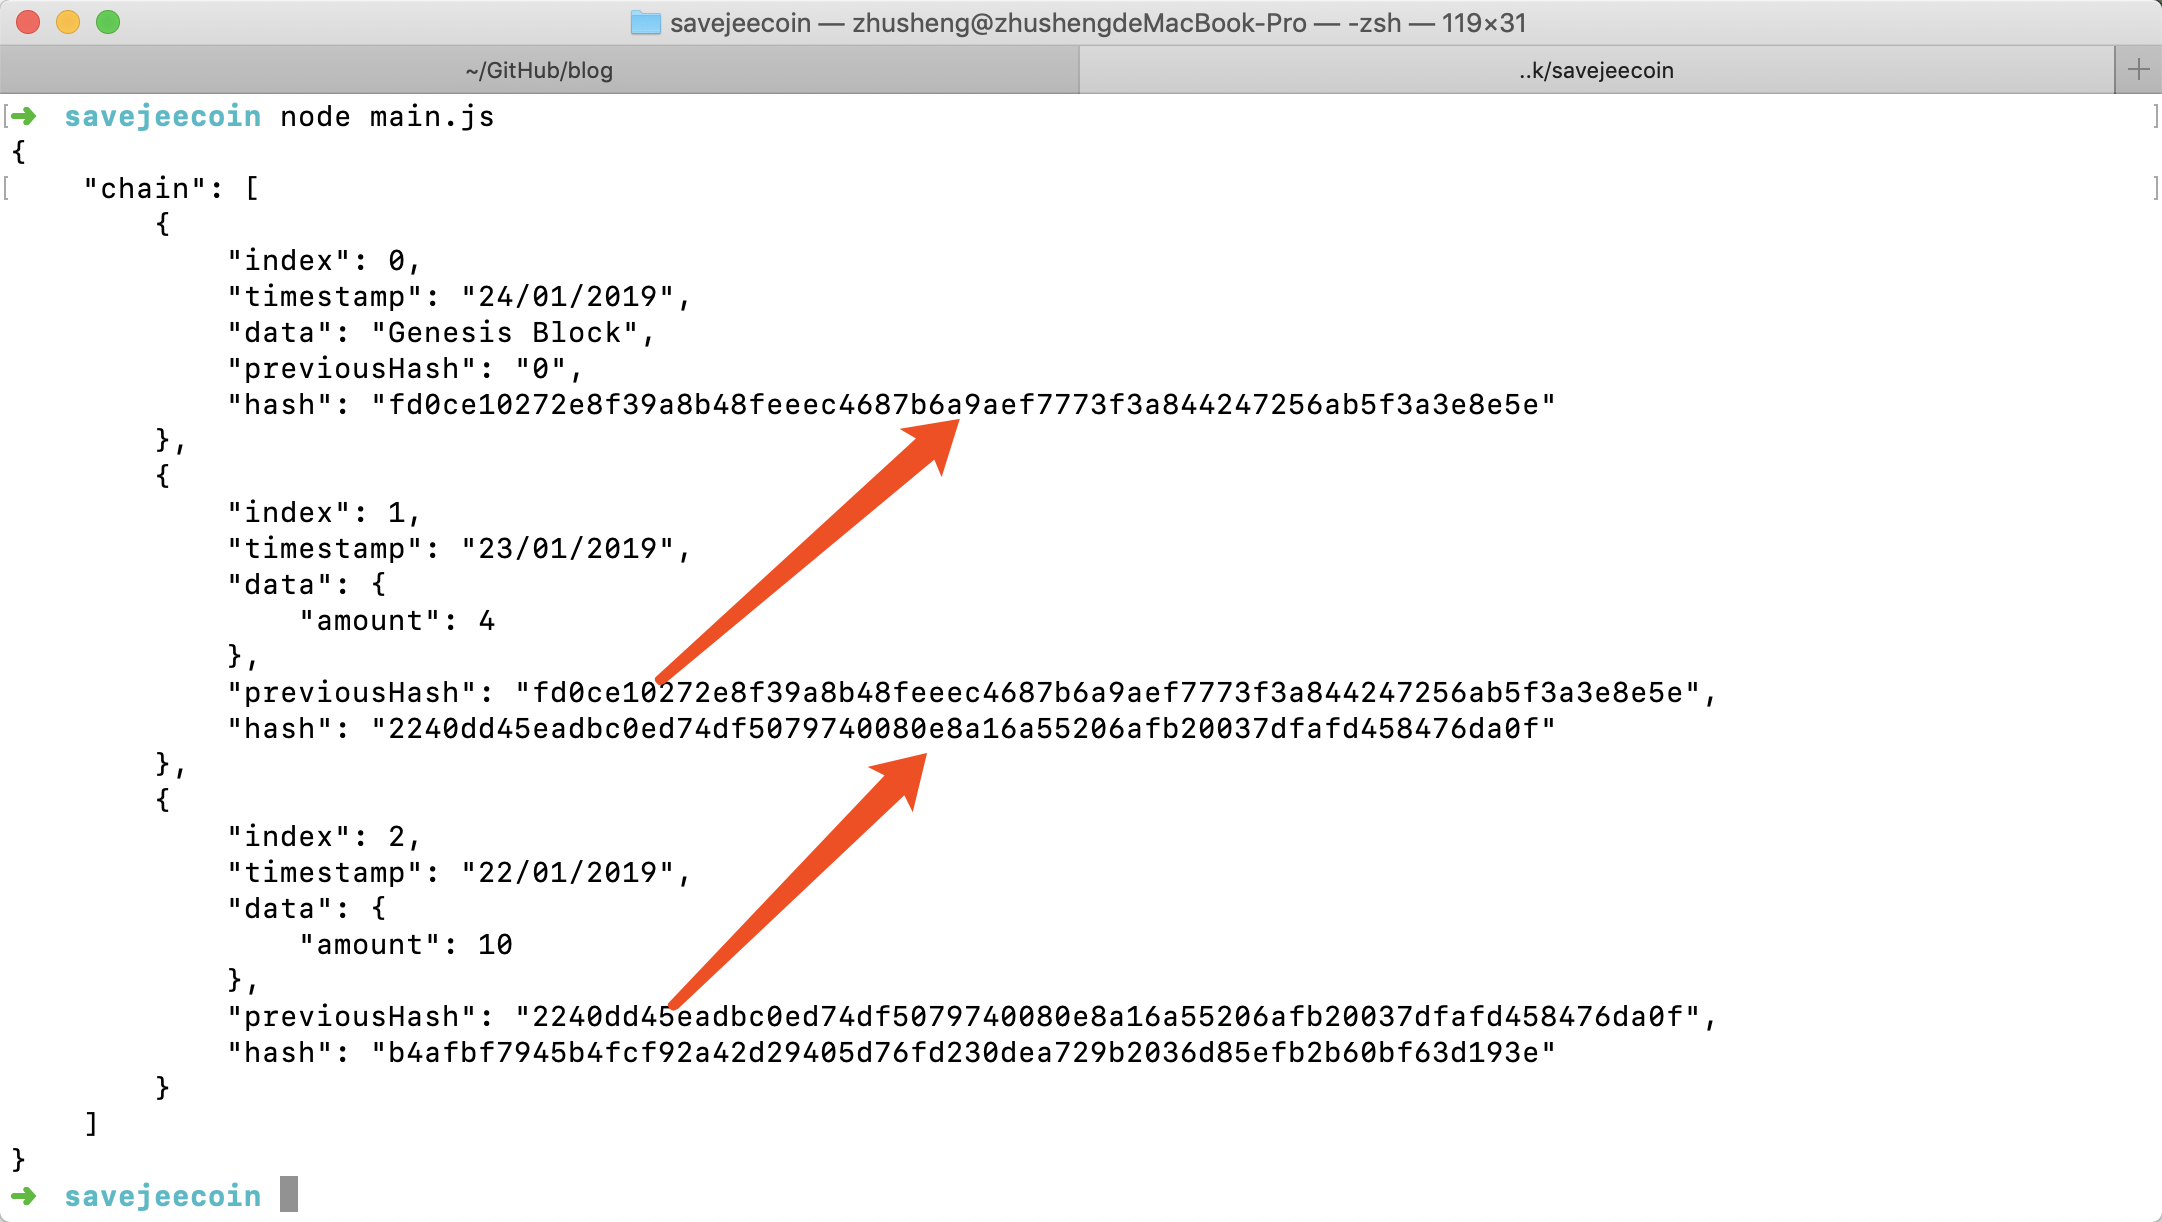 savejeecoin — zhusheng@zhushengdeMacBook-Pro — -zsh — 119×31
~/GitHub/blog
..k/savejeecoin
➜ savejeecoin node main.js
{
"chain": [
{
"index": 0,
"timestamp": "24/01/2019",
"data": "Genesis Block",
"previousHash": "0",
"hash": "fd0ce10272e8f39a8b48feeec4687b6a9aef7773f3a844247256ab5f3a3e8e5e"
},
{
"index": 1,
"timestamp": "23/01/2019",
"data": {
"amount": 4
},
"previousHash": "fd0ce10272e8f39a8b48feeec4687b6a9aef7773f3a844247256ab5f3a3e8e5e",
"hash": "2240dd45eadbc0ed74df5079740080e8a16a55206afb20037dfafd458476da0f"
},
{
"index": 2,
"timestamp": "22/01/2019",
"data": {
"amount": 10
},
"previousHash": "2240dd45eadbc0ed74df5079740080e8a16a55206afb20037dfafd458476da0f",
"hash": "b4afbf7945b4fcf92a42d29405d76fd230dea729b2036d85efb2b60bf63d193e"
}
]
}
➜ savejeecoin